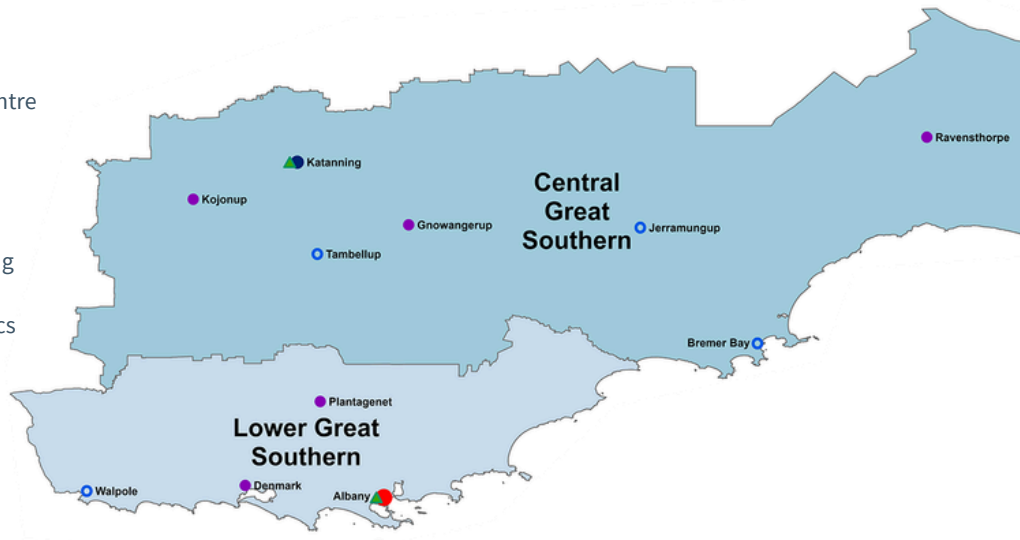 ntre
g
cs
Ravensthorpe
Katanning
Kojonup
Central
Great
Southern
Gnowangerup
Jerramungup
Tambellup
Bremer Bay
Plantagenet
Lower Great
Southern
Walpole
Denmark
Albany